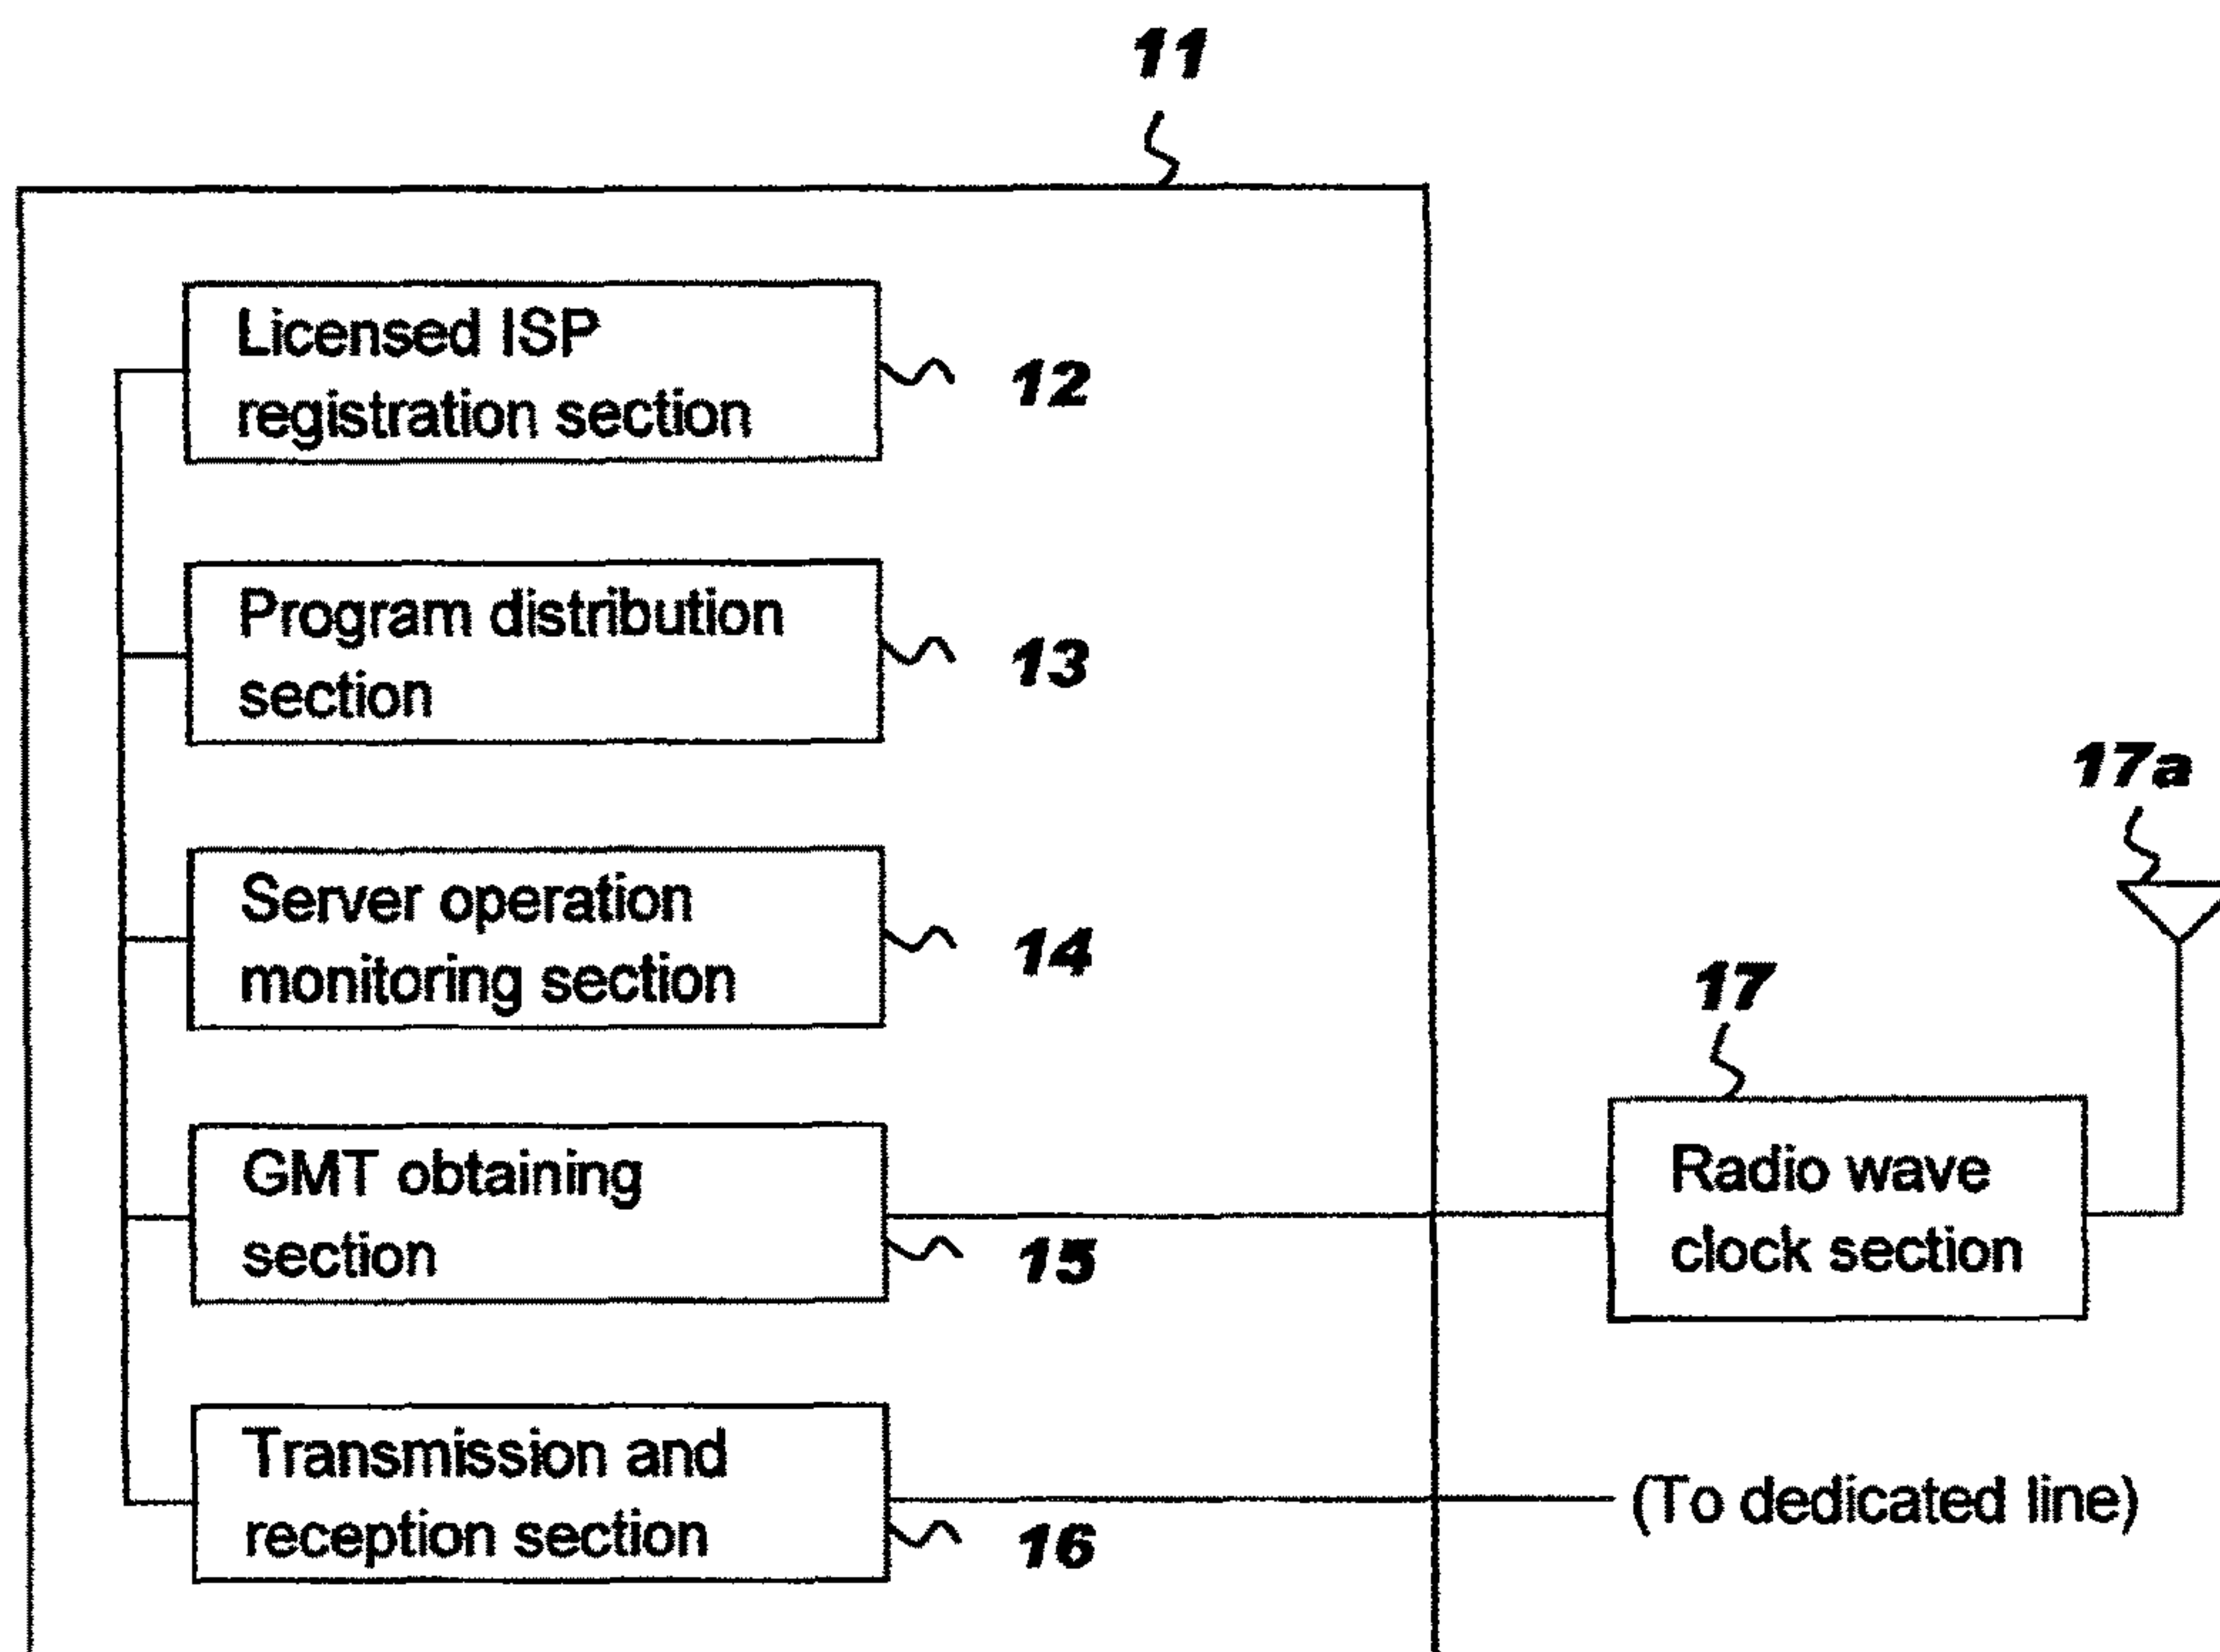 11
Licensed ISP
registration section
12
Program distribution
section
13
17a
Server operation
monitoring section
14
17
GMT obtaining
section
15
Radio wave
clock section
Transmission and
reception section
16
(To dedicated line)